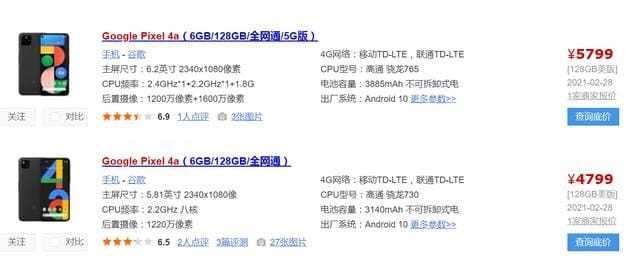 Google Pixel 4a（6GB/128GB/全网通/5G版）
手机 - 谷歌
4G网络：移动TD-LTE，联通TD-LTE
主屏尺寸：6.2英寸 2340x1080像素
CPU型号：高通 骁龙765
CPU频率：2.4GHz*1+2.2GHz*1+1.8G
电池容量：3885mAh 不可拆卸式电
后置摄像：1200万像素+1600万像素
出厂系统：Android 10 更多参数>>
¥5799
[128GB美版]
2021-02-28
1家商家报价
查询底价
关注
对比
6.9
1人点评
3张图片
Google Pixel 4a（6GB/128GB/全网通）
手机 - 谷歌
4G网络：移动TD-LTE，联通TD-LTE
主屏尺寸：5.81英寸 2340x1080像
CPU型号：高通 骁龙730
CPU频率：2.2GHz 八核
电池容量：3140mAh 不可拆卸式电
后置摄像：1220万像素
出厂系统：Android 10 更多参数>>
¥4799
[128GB美版]
2021-02-28
1家商家报价
查询底价
关注
对比
6.5
2人点评
3篇评测
27张图片